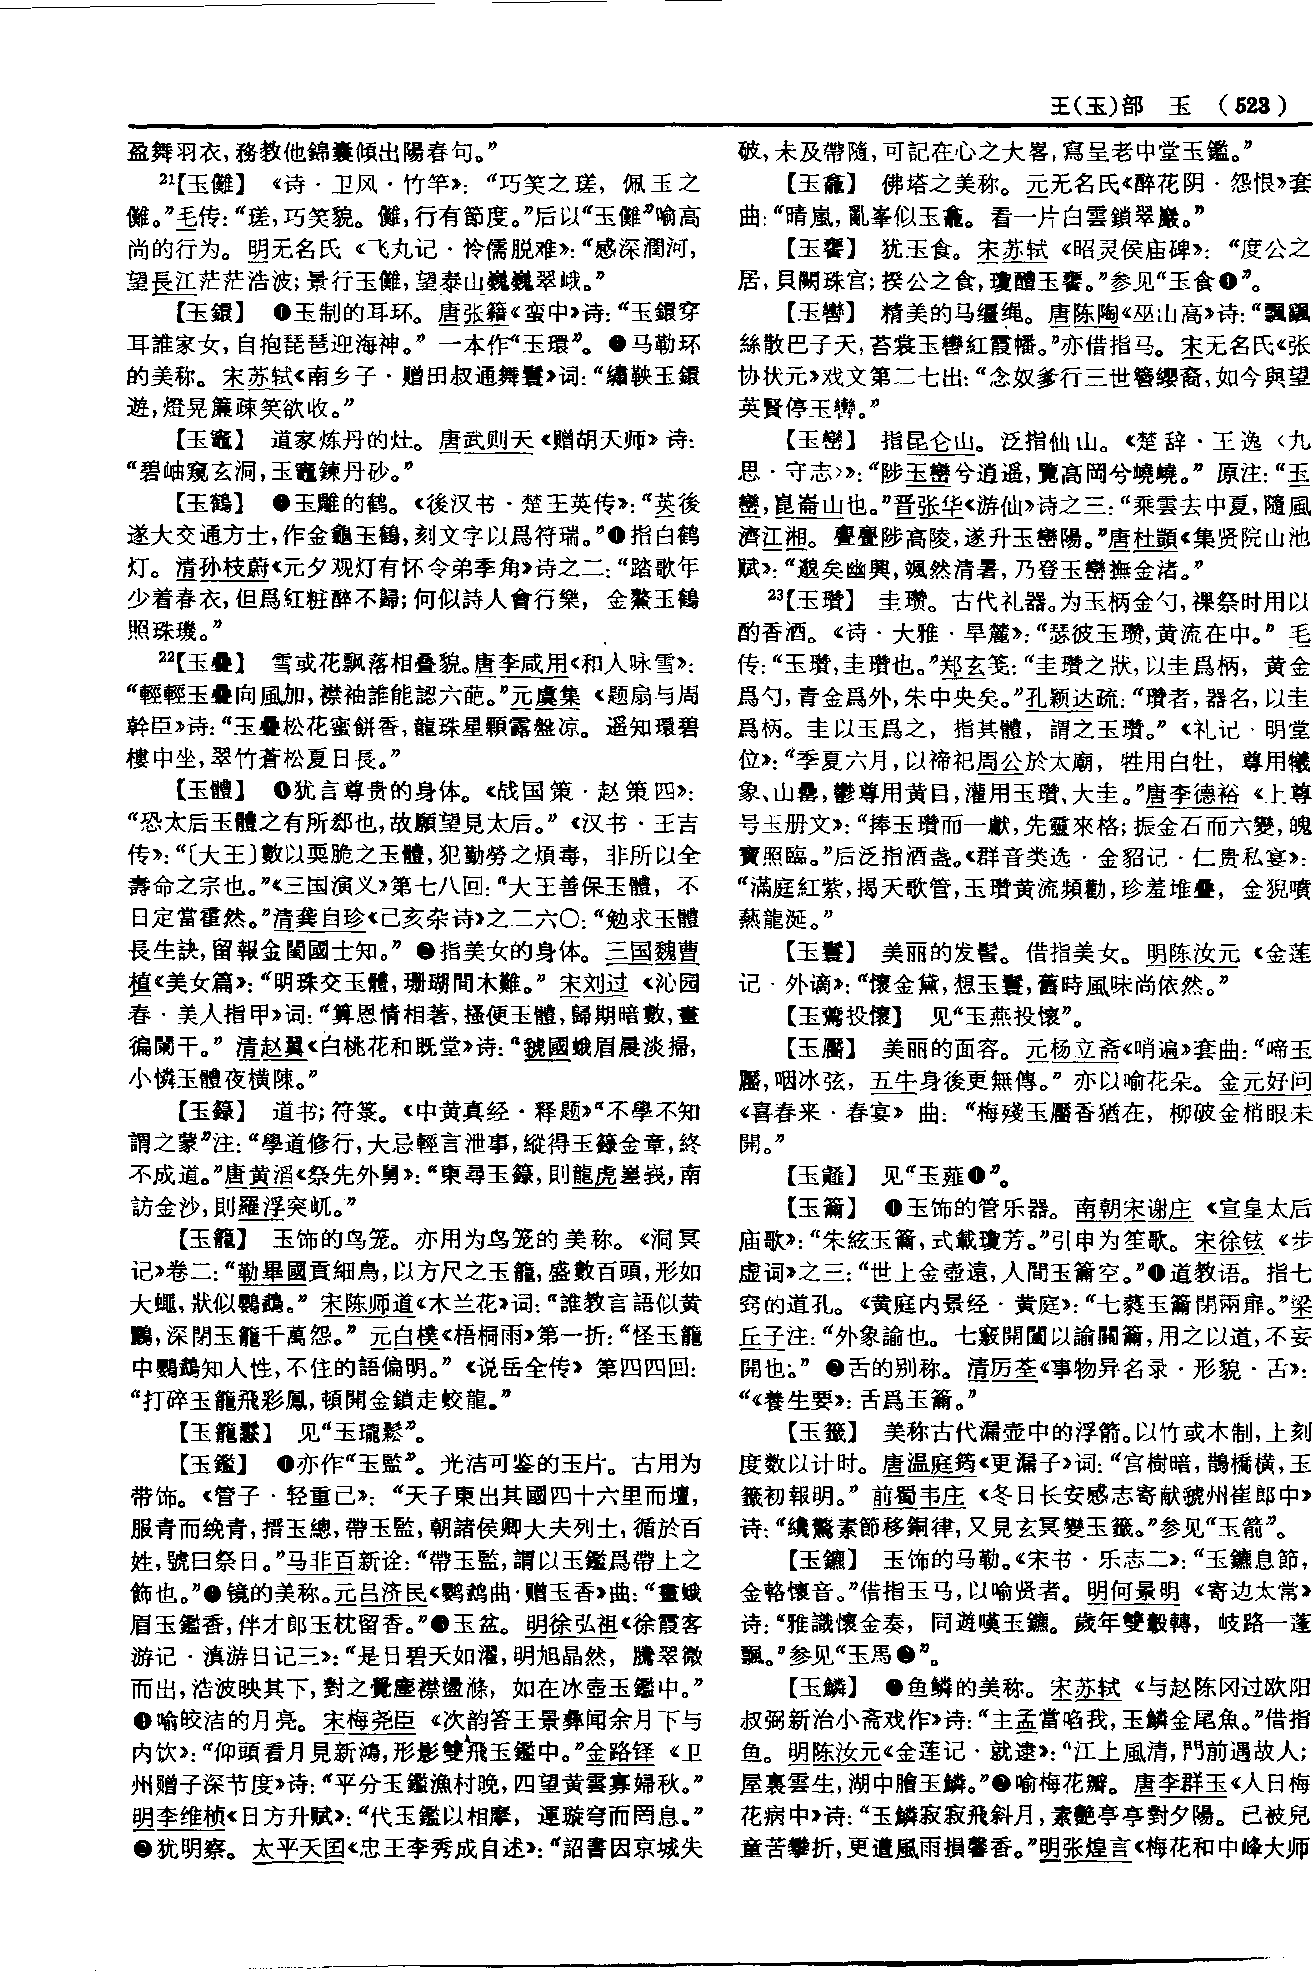 王(玉)部　玉　(523)
盈舞羽衣,務教他錦囊傾出陽春句。”
21【玉儺】　《诗·卫风·竹竿》: “巧笑之瑳, 佩玉之
儺。”毛传:“瑳,巧笑貌。儺,行有節度。”后以“玉儺”喻高
尚的行为。明无名氏《飞丸记·怜儒脱难》:“感深潤河,
望長江茫茫浩波;景行玉儺,望泰山巍巍翠峨。”
【玉鐶】　❶玉制的耳环。唐张籍《蛮中》诗:“玉鐶穿
耳誰家女,自抱琵琶迎海神。” 一本作“玉環”。❷马勒环
的美称。宋苏轼《南乡子·赠田叔通舞鬟》词:“繡鞅玉鐶
遊,燈晃簾疎笑欲收。”
【玉竈】　道家炼丹的灶。唐武则天《赠胡天师》诗:
“碧岫窺玄洞,玉竈鍊丹砂。”
【玉鶴】　❶玉雕的鹤。《後汉书·楚王英传》:“英後
遂大交通方士,作金龜玉鶴,刻文字以爲符瑞。”❷指白鹤
灯。清孙枝蔚《元夕观灯有怀令弟季角》诗之二:“踏歌年
少着春衣,但爲紅粧醉不歸;何似詩人會行樂, 金鰲玉鶴
照珠璣。”
22【玉疊】　雪或花飘落相叠貌。唐李咸用《和人咏雪》:
“輕輕玉疊向風加,襟袖誰能認六葩。”元虞集《题扇与周
幹臣》诗:“玉疊松花蜜餅香,龍珠星顆露盤凉。遥知環碧
樓中坐,翠竹蒼松夏日長。”
【玉體】　❶犹言尊贵的身体。《战国策·赵策四》:
“恐太后玉體之有所郄也,故願望見太后。”《汉书·王吉
传》:“〔大王〕數以耎脆之玉體,犯勤勞之煩毒, 非所以全
壽命之宗也。”《三国演义》第七八回:“大王善保玉體, 不
日定當霍然。”清龚自珍《己亥杂诗》之二六〇:“勉求玉體
長生訣,留報金閨國士知。” ❷指美女的身体。三国魏曹
植《美女篇》:“明珠交玉體,珊瑚間木難。” 宋刘过《沁园
春·美人指甲》词:“算恩情相著,搔便玉體,歸期暗數,畫
徧闌干。” 清赵翼《白桃花和既堂》诗:“虢國蛾眉晨淡掃,
小憐玉體夜横陳。”
【玉籙】　道书;符箓。《中黄真经·释题》“不學不知
謂之蒙”注:“學道修行,大忌輕言泄事,縱得玉籙金章,終
不成道。”唐黄滔《祭先外舅》:“東尋玉籙,則龍虎嵳峩,南
訪金沙,則羅浮突屼。”
【玉籠】　玉饰的鸟笼。亦用为鸟笼的美称。《洞冥
记》卷二:“勒畢國貢細鳥,以方尺之玉籠,盛數百頭,形如
大蠅,狀似鸚鵡。” 宋陈师道《木兰花》词:“誰教言語似黄
鸝,深閉玉籠千萬怨。” 元白樸《梧桐雨》第一折:“怪玉籠
中鸚鵡知人性,不住的語偏明。”《说岳全传》第四四回:
“打碎玉籠飛彩鳳,頓開金鎖走蛟龍。”
【玉籠鬆】　见“玉瓏鬆”。
【玉鑑】　❶亦作“玉監”。光洁可鉴的玉片。古用为
带饰。《管子·轻重己》: “天子東出其國四十六里而壇,
服青而絻青,搢玉總,帶玉監,朝諸侯卿大夫列士,循於百
姓,號曰祭日。”马非百新诠:“帶玉監,謂以玉鑑爲帶上之
飾也。”❷镜的美称。元吕济民《鹦鹉曲·赠玉香》曲:“畫娥
眉玉鑑香,伴才郎玉枕留香。”❸玉盆。明徐弘祖《徐霞客
游记·滇游日记三》:“是日碧天如濯,明旭晶然, 騰翠微
而出,浩波映其下,對之覺塵襟盪滌, 如在冰壺玉鑑中。”
❹喻皎洁的月亮。宋梅尧臣《次韵答王景彝闻余月下与
内饮》:“仰頭看月見新鴻,形影雙飛玉鑑中。”金路铎《卫
州赠子深节度》诗:“平分玉鑑漁村晚,四望黄雲寡婦秋。”
明李维桢《日方升赋》:“代玉鑑以相摩, 運璇穹而罔息。”
❺犹明察。太平天国《忠王李秀成自述》:“詔書因京城失
破,未及帶隨,可記在心之大畧,寫呈老中堂玉鑑。”
【玉龕】　佛塔之美称。元无名氏《醉花阴·怨恨》套
曲:“晴嵐,亂峯似玉龕。看一片白雲鎖翠巖。”
【玉饔】　犹玉食。宋苏轼《昭灵侯庙碑》: “度公之
居,貝闕珠宫;揆公之食,瓊醴玉饔。”参见“玉食❶”。
【玉轡】　精美的马缰绳。唐陈陶《巫山高》诗:“飄飖
絲散巴子天,苔裳玉轡紅霞幡。”亦借指马。宋无名氏《张
协状元》戏文第二七出:“念奴爹行三世簪纓裔,如今與望
英賢停玉轡。”
【玉巒】　指昆仑山。泛指仙山。《楚辞·王逸〈九
思·守志〉》:“陟玉巒兮逍遥,覽高岡兮嶢嶢。” 原注:“玉
巒,崑崙山也。”晋张华《游仙》诗之三:“乘雲去中夏,隨風
濟江湘。亹亹陟高陵,遂升玉巒陽。”唐杜顗《集贤院山池
赋》:“邈矣幽興,颯然清暑,乃登玉巒撫金渚。”
23【玉瓚】　圭瓒。古代礼器。为玉柄金勺,裸祭时用以
酌香酒。《诗·大雅·旱麓》:“瑟彼玉瓚,黄流在中。” 毛
传:“玉瓚,圭瓚也。”郑玄笺:“圭瓚之狀,以圭爲柄, 黄金
爲勺,青金爲外,朱中央矣。”孔颖达疏:“瓚者,器名,以圭
爲柄。圭以玉爲之, 指其體, 謂之玉瓚。”《礼记·明堂
位》:“季夏六月,以禘祀周公於太廟, 牲用白牡, 尊用犧
象、山罍,鬱尊用黄目,灌用玉瓚、大圭。”唐李德裕《上尊
号玉册文》:“捧玉瓚而一獻,先靈來格;振金石而六變,魄
寶照臨。”后泛指酒盏。《群音类选·金貂记·仁贵私宴》:
“滿庭紅紫,揭天歌管,玉瓚黄流頻勸,珍羞堆疊, 金猊噴
爇龍涎。”
【玉鬟】　美丽的发髻。借指美女。明陈汝元《金莲
记·外谪》:“懷金黛,想玉鬟,舊時風味尚依然。”
【玉鷰投懷】　见“玉燕投懷”。
【玉靨】　美丽的面容。元杨立斋《哨遍》套曲:“啼玉
靨,咽冰弦, 五牛身後更無傳。” 亦以喻花朵。金元好问
《喜春来·春宴》曲: “梅殘玉靨香猶在, 柳破金梢眼未
開。”
【玉䪥】　见“玉薤❶”。
【玉籥】　❶玉饰的管乐器。南朝宋谢庄《宣皇太后
庙歌》:“朱絃玉籥,式載瓊芳。”引申为笙歌。宋徐铉《步
虚词》之三:“世上金壺遠,人間玉籥空。”❷道教语。指七
窍的道孔。《黄庭内景经·黄庭》:“七蕤玉籥閉兩扉。”梁
丘子注:“外象諭也。七竅開闔以諭關籥,用之以道,不妄
開也。” ❸舌的别称。清厉荃《事物异名录·形貌·舌》:
“《養生要》:舌爲玉籥。”
【玉籤】　美称古代漏壶中的浮箭。以竹或木制,上刻
度数以计时。唐温庭筠《更漏子》词:“宫樹暗,鵲橋橫,玉
籤初報明。” 前蜀韦庄《冬日长安感志寄献虢州崔郎中》
诗:“纔驚素節移銅律,又見玄冥變玉籤。”参见“玉箭”。
【玉鑣】　玉饰的马勒。《宋书·乐志二》:“玉鑣息節,
金輅懷音。”借指玉马,以喻贤者。明何景明《寄边太常》
诗:“雅識懷金奏, 同遊嘆玉鑣。歲年雙轂轉, 岐路一蓬
飄。”参见“玉馬❷”。
【玉鱗】　❶鱼鳞的美称。宋苏轼《与赵陈冈过欧阳
叔弼新治小斋戏作》诗:“主孟當啗我,玉鱗金尾魚。”借指
鱼。明陈汝元《金莲记·就逮》:“江上風清,門前遇故人;
屋裏雲生,湖中膾玉鱗。”❷喻梅花瓣。唐李群玉《人日梅
花病中》诗:“玉鱗寂寂飛斜月,素艷亭亭對夕陽。已被兒
童苦攀折,更遭風雨損馨香。”明张煌言《梅花和中峰大师